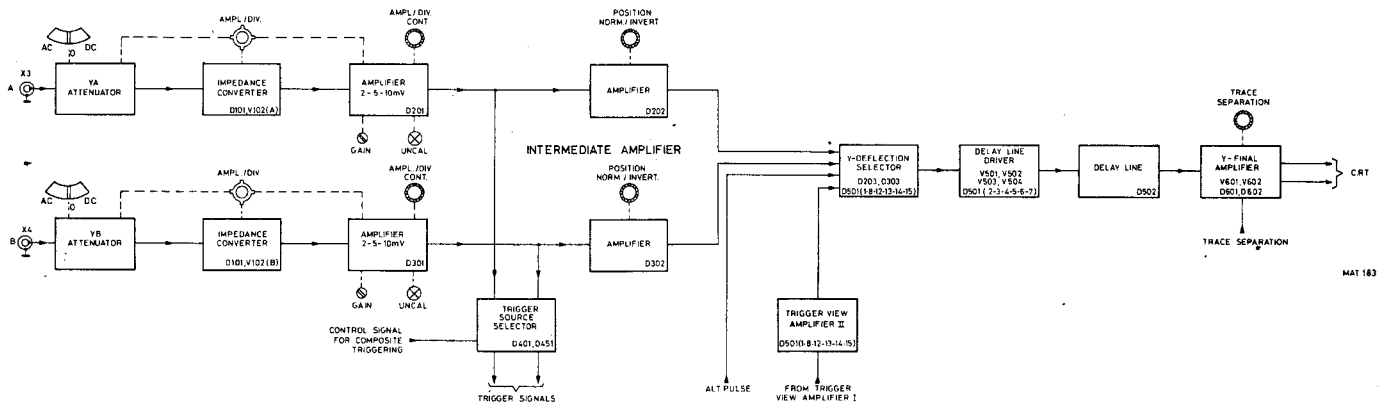 AMPL/DIV.
AMPL/DIV.
CONT
POSITION
NORM./INVERT
AC
O
DC
X3
A
YA
ATTENUATOR
IMPEDANCE
CONVERTER
D101,V102(A)
AMPLIFIER
2-5-10mV
D201
AMPLIFIER
D202
TRACE
SEPARATION
GAIN
UNCAL
INTERMEDIATE AMPLIFIER
Y-DEFLECTION
SELECTOR
D203,D303
D501(1-8-12-13-14-15)
DELAY LINE
DRIVER
V501,V502
V503,V504
D501(2-3-4-5-6-7)
DELAY LINE
D502
Y-FINAL
AMPLIFIER
V601,V602
D601,D602
C.R.T
AMPL/DIV.
AMPL/DIV.
CONT.
POSITION
NORM/INVERT.
AC
O
DC
X4
B
YB
ATTENUATOR
IMPEDANCE
CONVERTER
D101,V102(B)
AMPLIFIER
2-5-10mV
D301
AMPLIFIER
D302
TRACE SEPARATION
MAT 183
GAIN
UNCAL
TRIGGER
SOURCE
SELECTOR
D401,D451
CONTROL SIGNAL
FOR COMPOSITE
TRIGGERING
TRIGGER VIEW
AMPLIFIER II
D501(1-8-12-13-14-15)
TRIGGER SIGNALS
ALT PULSE
FROM TRIGGER
VIEW AMPLIFIER I